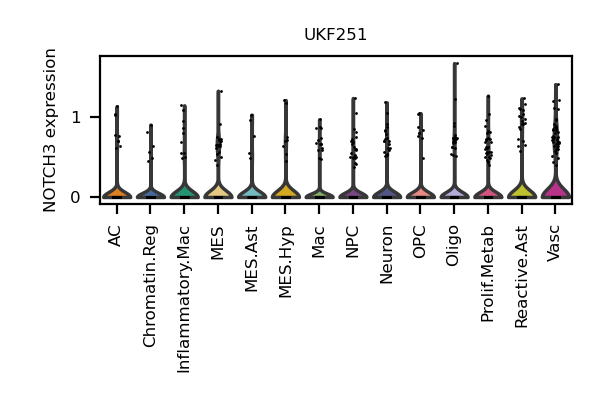 UKF251
NOTCH3 expression
1
0
AC
Chromatin.Reg
Inflammatory.Mac
MES
MES.Ast
MES.Hyp
Mac
NPC
Neuron
OPC
Oligo
Prolif.Metab
Reactive.Ast
Vasc